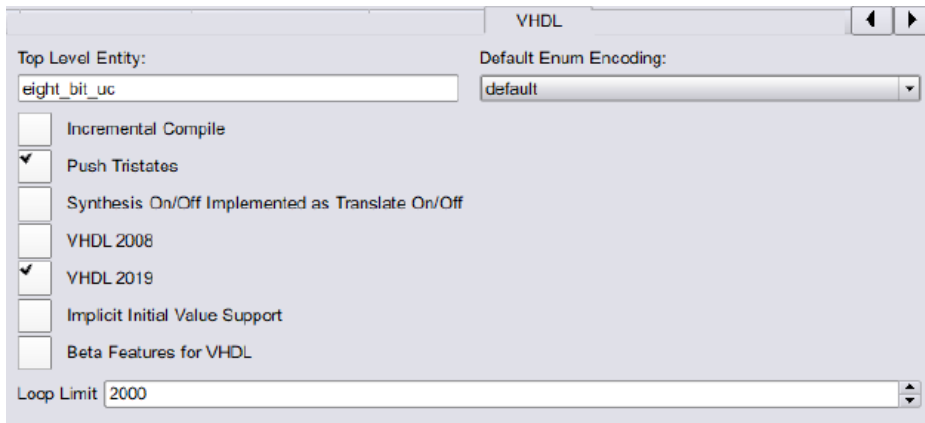 VHDL
Top Level Entity: Default Enum Encoding:
eight_bit_uc default
Incremental Compile
Push Tristates
Synthesis On/Off Implemented as Translate On/Off
VHDL 2008
VHDL 2019
Implicit Initial Value Support
Beta Features for VHDL
Loop Limit 2000